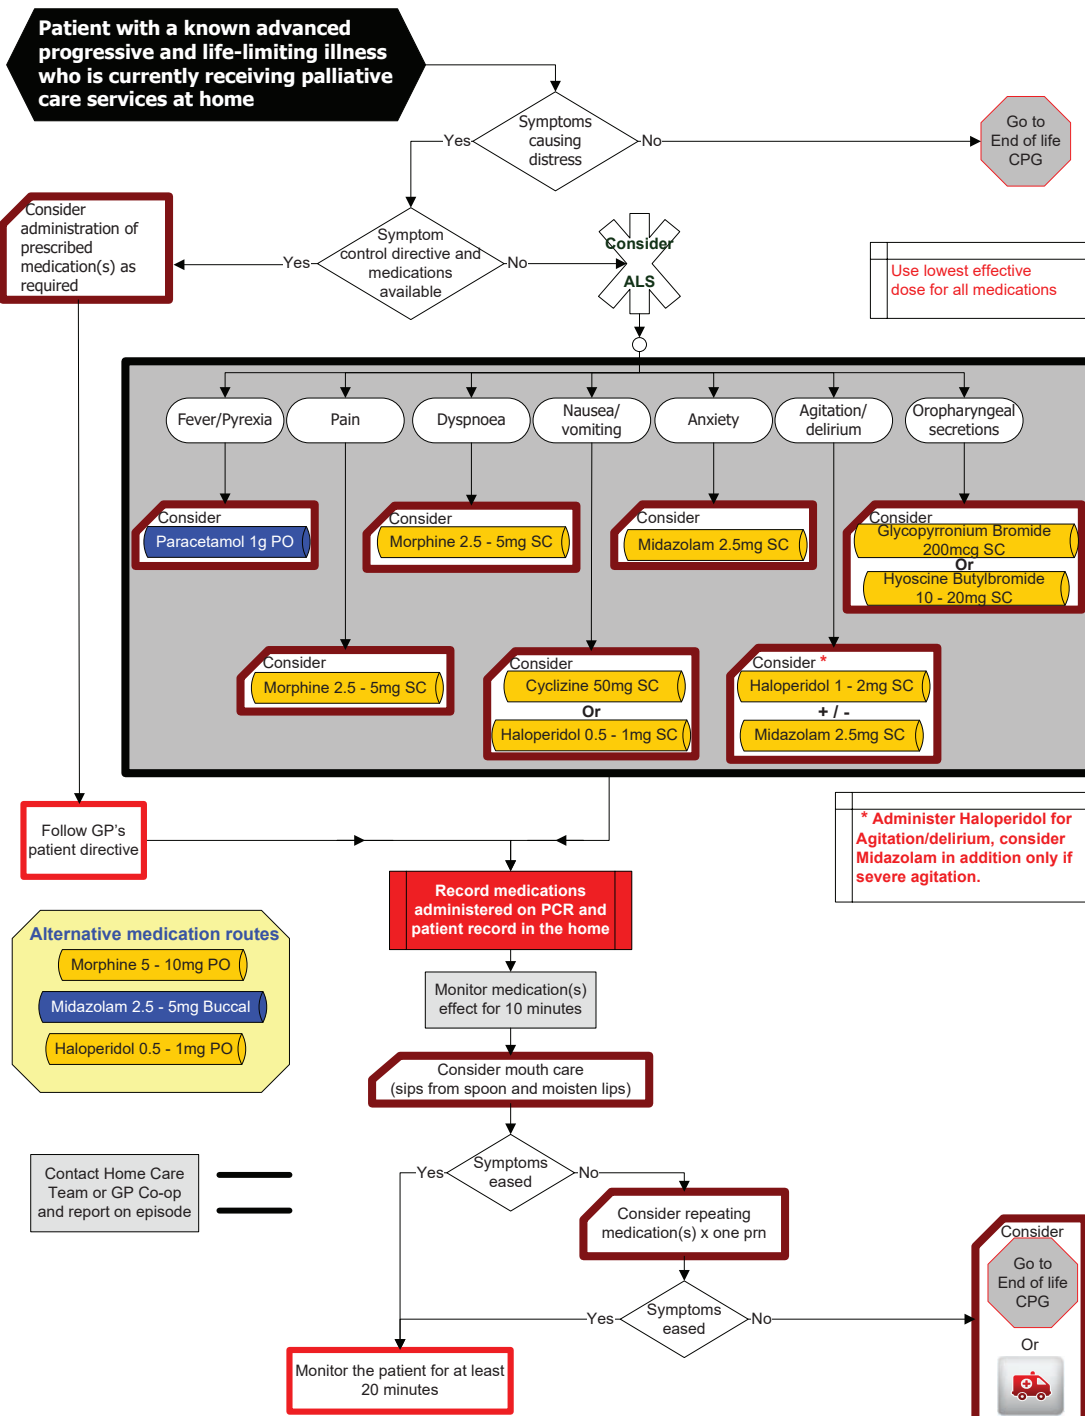 Patient with a known advanced
progressive and life-limiting illness
who is currently receiving palliative
care services at home
Symptoms
causing
distress
Yes
No
Go to
End of life
CPG
Consider
administration of
prescribed
medication(s) as
required
Yes
Symptom
control directive and
medications
available
No
Consider
ALS
Use lowest effective
dose for all medications
Fever/Pyrexia
Pain
Dyspnoea
Nausea/
vomiting
Anxiety
Agitation/
delirium
Oropharyngeal
secretions
Consider
Paracetamol 1g PO
Consider
Morphine 2.5 - 5mg SC
Consider
Midazolam 2.5mg SC
Consider
Glycopyrronium Bromide
200mcg SC
Or
Hyoscine Butylbromide
10 - 20mg SC
Consider
Morphine 2.5 - 5mg SC
Consider
Cyclizine 50mg SC
Or
Haloperidol 0.5 - 1mg SC
Consider *
Haloperidol 1 - 2mg SC
+ / -
Midazolam 2.5mg SC
Follow GP's
patient directive
* Administer Haloperidol for
Agitation/delirium, consider
Midazolam in addition only if
severe agitation.
Record medications
administered on PCR and
patient record in the home
Alternative medication routes
Morphine 5 - 10mg PO
Midazolam 2.5 - 5mg Buccal
Haloperidol 0.5 - 1mg PO
Monitor medication(s)
effect for 10 minutes
Consider mouth care
(sips from spoon and moisten lips)
Contact Home Care
Team or GP Co-op
and report on episode
Yes
Symptoms
eased
No
Consider repeating
medication(s) x one prn
Yes
Symptoms
eased
No
Consider
Go to
End of life
CPG
Or
Monitor the patient for at least
20 minutes